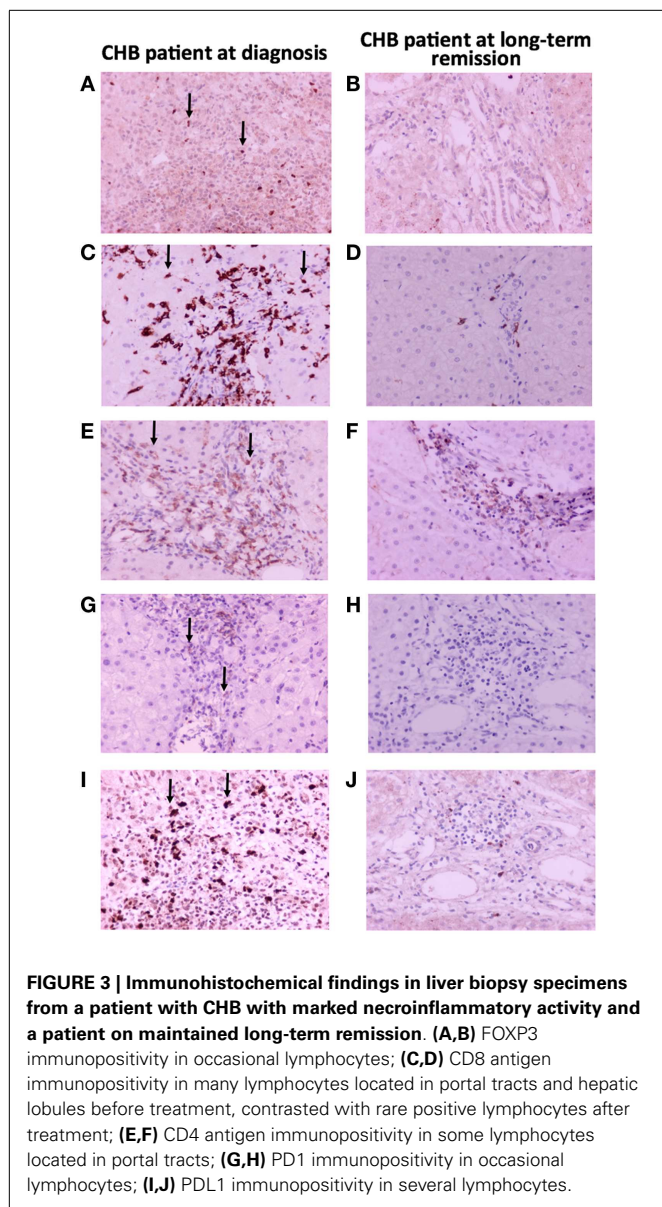 CHB patient at diagnosis
CHB patient at long-term
remission
A
B
C
D
E
F
G
H
I
J
FIGURE 3 | Immunohistochemical findings in liver biopsy specimens
from a patient with CHB with marked necroinflammatory activity and
a patient on maintained long-term remission. (A,B) FOXP3
immunopositivity in occasional lymphocytes; (C,D) CD8 antigen
immunopositivity in many lymphocytes located in portal tracts and hepatic
lobules before treatment, contrasted with rare positive lymphocytes after
treatment; (E,F) CD4 antigen immunopositivity in some lymphocytes
located in portal tracts; (G,H) PD1 immunopositivity in occasional
lymphocytes; (I,J) PDL1 immunopositivity in several lymphocytes.